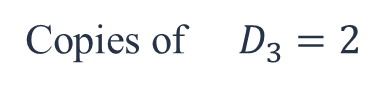 Copies of D₃ = 2